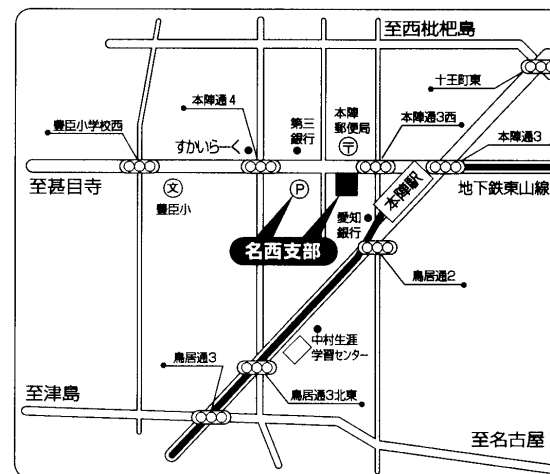 至西枇杷島
十王町東
本陣通4
第三
銀行
本陣
郵便局
〒
本陣通3西
豊臣小学校西
すかいらーく
本陣通3
至甚目寺
文
豊臣小
P
本陣駅
地下鉄東山線
愛知
銀行
名西支部
鳥居通2
中村生涯
学習センター
鳥居通3
鳥居通3北東
至津島
至名古屋